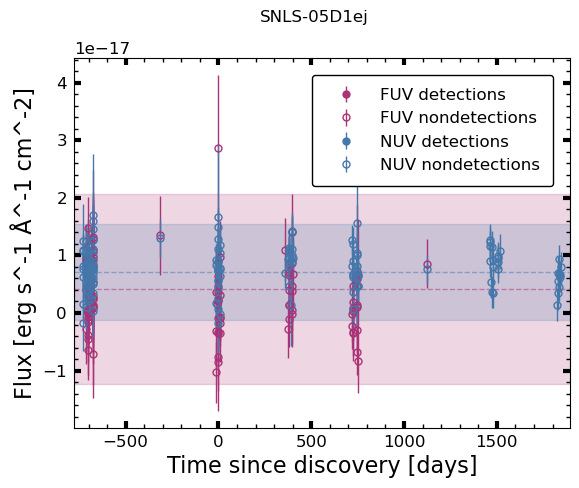 SNLS-05D1ej
1e−17
FUV detections
FUV nondetections
NUV detections
NUV nondetections
4
3
2
1
0
−1
Flux [erg s^-1 Å^-1 cm^-2]
−500 0 500 1000 1500
Time since discovery [days]